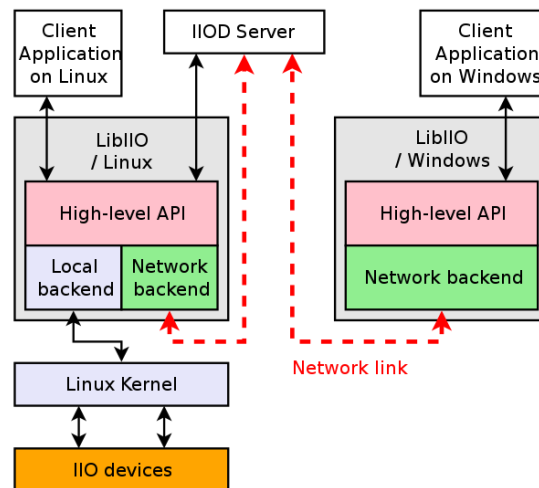 Client
Application
on Linux
IIOD Server
Client
Application
on Windows
LibIIO
/ Linux
LibIIO
/ Windows
High-level API
High-level API
Local
backend
Network
backend
Network backend
Network link
Linux Kernel
IIO devices